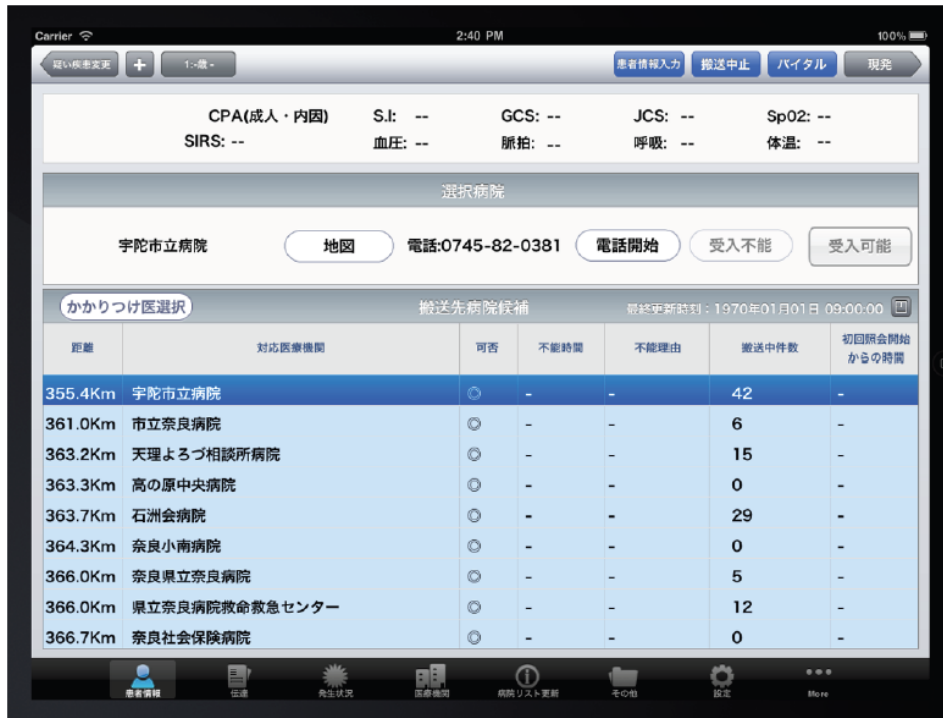 Carrier 2:40 PM 100%
疑い疾患変更 + 1:-歳- 患者情報入力 搬送中止 バイタル 現発
CPA(成人・内因) S.I: -- GCS: -- JCS: -- Sp02: --
SIRS: -- 血圧: -- 脈拍: -- 呼吸: -- 体温: --
選択病院
宇陀市立病院 地図 電話:0745-82-0381 電話開始 受入不能 受入可能
かかりつけ医選択 搬送先病院候補 最終更新時刻：1970年01月01日 09:00:00
距離 対応医療機関 可否 不能時間 不能理由 搬送中件数 初回照会開始
からの時間
355.4Km 宇陀市立病院 ◎ - - 42 -
361.0Km 市立奈良病院 ◎ - - 6 -
363.2Km 天理よろづ相談所病院 ◎ - - 15 -
363.3Km 高の原中央病院 ◎ - - 0 -
363.7Km 石洲会病院 ◎ - - 29 -
364.3Km 奈良小南病院 ◎ - - 0 -
366.0Km 奈良県立奈良病院 ◎ - - 5 -
366.0Km 県立奈良病院救命救急センター ◎ - - 12 -
366.7Km 奈良社会保険病院 ◎ - - 0 -
患者情報 伝達 発生状況 医療機関 病院リスト更新 その他 設定 More